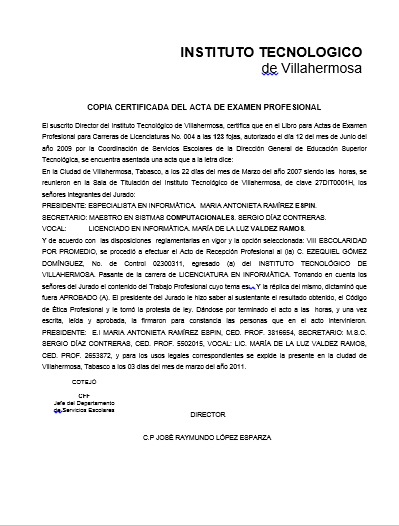 INSTITUTO TECNOLOGICO
de Villahermosa
COPIA CERTIFICADA DEL ACTA DE EXAMEN PROFESIONAL
El suscrito Director del Instituto Tecnológico de Villahermosa, certifica que en el Libro para Actas de Examen
Profesional para Carreras de Licenciaturas No. 004 a las 123 fojas, autorizado el día 12 del mes de Junio del
año 2009 por la Coordinación de Servicios Escolares de la Dirección General de Educación Superior
Tecnológica, se encuentra asentada una acta que a la letra dice:
En la Ciudad de Villahermosa, Tabasco, a los 22 días del mes de Marzo del año 2007 siendo las horas, se
reunieron en la Sala de Titulación del Instituto Tecnológico de Villahermosa, de clave 27DIT0001H, los
señores integrantes del Jurado:
PRESIDENTE: ESPECIALISTA EN INFORMÁTICA. MARIA ANTONIETA RAMÍREZ ESPIN.
SECRETARIO: MAESTRO EN SISTMAS COMPUTACIONALES. SERGIO DÍAZ CONTRERAS.
VOCAL: LICENCIADO EN INFORMÁTICA. MARÍA DE LA LUZ VALDEZ RAMOS.
Y de acuerdo con las disposiciones reglamentarias en vigor y la opción seleccionada: VIII ESCOLARIDAD
POR PROMEDIO, se procedió a efectuar el Acto de Recepción Profesional al (la) C. EZEQUIEL GÓMEZ
DOMÍNGUEZ, No. de Control 02300311, egresado (a) del INSTITUTO TECNOLÓGICO DE
VILLAHERMOSA. Pasante de la carrera de LICENCIATURA EN INFORMÁTICA. Tomando en cuenta los
señores del Jurado el contenido del Trabajo Profesional cuyo tema es. Y la réplica del mismo, dictaminó que
fuera APROBADO (A). El presidente del Jurado le hizo saber al sustentante el resultado obtenido, el Código
de Ética Profesional y le tomó la protesta de ley. Dándose por terminado el acto a las horas, y una vez
escrita, leída y aprobada, la firmaron para constancia las personas que en el acto intervinieron.
PRESIDENTE: E.I MARIA ANTONIETA RAMÍREZ ESPIN, CED. PROF. 3816654, SECRETARIO: M.S.C.
SERGIO DÍAZ CONTRERAS, CED. PROF. 5502015, VOCAL: LIC. MARÍA DE LA LUZ VALDEZ RAMOS,
CED. PROF. 2653872, y para los usos legales correspondientes se expide la presente en la ciudad de
Villahermosa, Tabasco a los 03 días del mes de marzo del año 2011.
COTEJÓ
CFF
Jefe del Departamento
de Servicios Escolares
DIRECTOR
C.P JOSÉ RAYMUNDO LÓPEZ ESPARZA